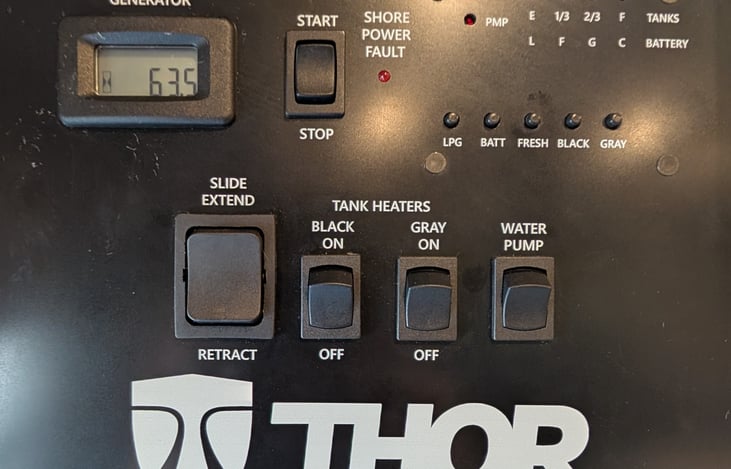 GENERATOR
63.5
START
STOP
SHORE
POWER
FAULT
PMP
E 1/3 2/3 F TANKS
L F G C BATTERY
LPG BATT FRESH BLACK GRAY
SLIDE
EXTEND
RETRACT
TANK HEATERS
BLACK
ON
OFF
GRAY
ON
OFF
WATER
PUMP
THOR